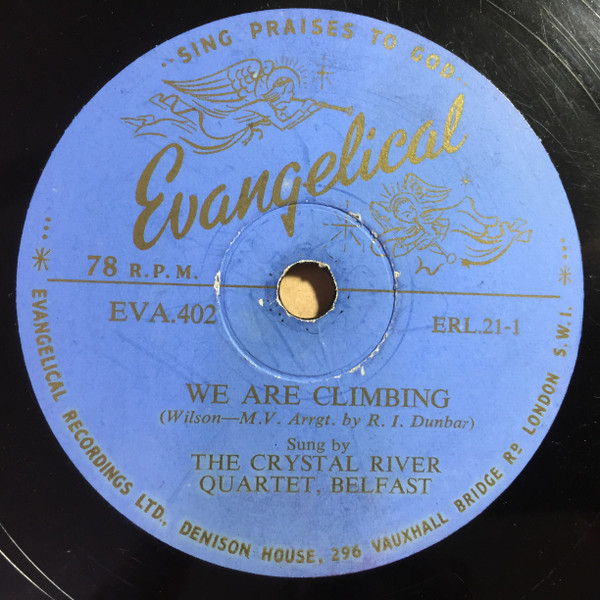 "SING PRAISES TO GOD"
Evangelical
78 R.P.M.
EVA.402
ERL.21-1
WE ARE CLIMBING
(Wilson—M.V. Arrgt. by R. I. Dunbar)
Sung by
THE CRYSTAL RIVER
QUARTET, BELFAST
EVANGELICAL RECORDINGS LTD., DENISON HOUSE, 296 VAUXHALL BRIDGE RD LONDON S.W.I.